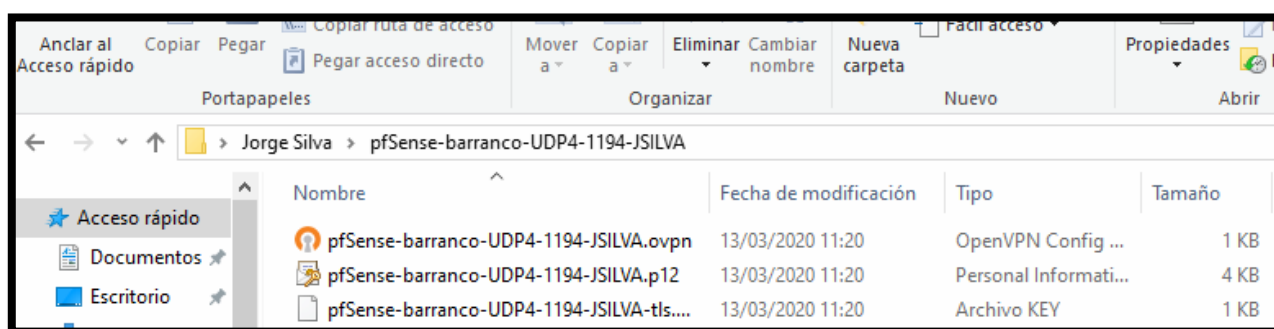 Copiar ruta de acceso
Fácil acceso
Anclar al Acceso rápido
Copiar
Pegar
Pegar acceso directo
Mover a
Copiar a
Eliminar
Cambiar nombre
Nueva carpeta
Propiedades
Portapapeles
Organizar
Nuevo
Abrir
Jorge Silva > pfSense-barranco-UDP4-1194-JSILVA
Nombre Fecha de modificación Tipo Tamaño
Acceso rápido
Documentos
Escritorio
pfSense-barranco-UDP4-1194-JSILVA.ovpn 13/03/2020 11:20 OpenVPN Config ... 1 KB
pfSense-barranco-UDP4-1194-JSILVA.p12 13/03/2020 11:20 Personal Informati... 4 KB
pfSense-barranco-UDP4-1194-JSILVA-tls.... 13/03/2020 11:20 Archivo KEY 1 KB